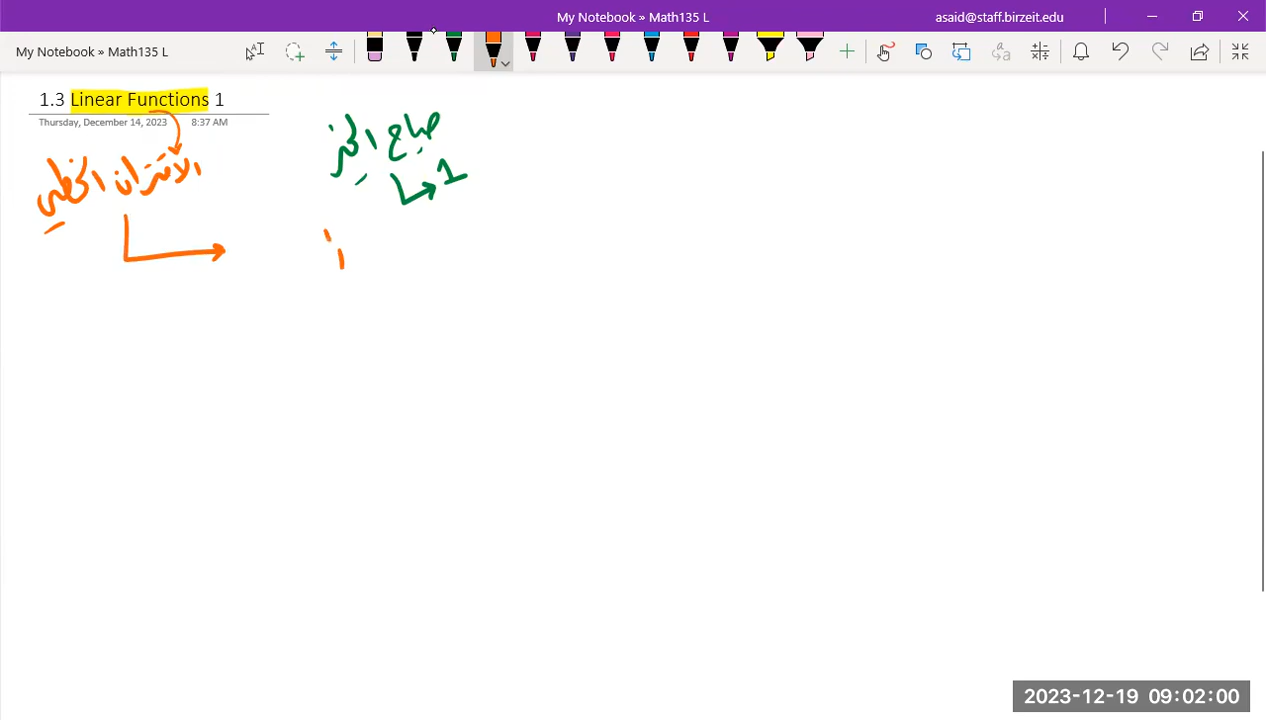 My Notebook » Math135 L
asaid@staff.birzeit.edu
My Notebook » Math135 L
1.3 Linear Functions 1
Thursday, December 14, 2023 8:37 AM
صباح الخير
1
الاقتران الخطي
2023-12-19 09:02:00